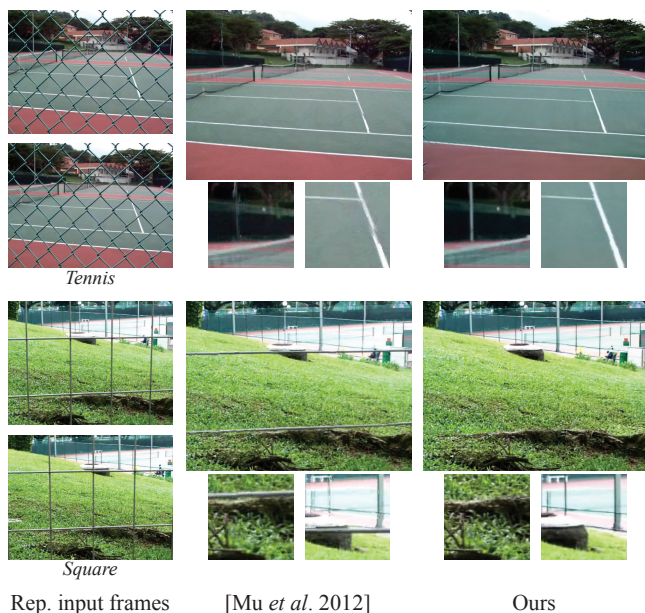 Tennis
Square
Rep. input frames
[Mu et al. 2012]
Ours